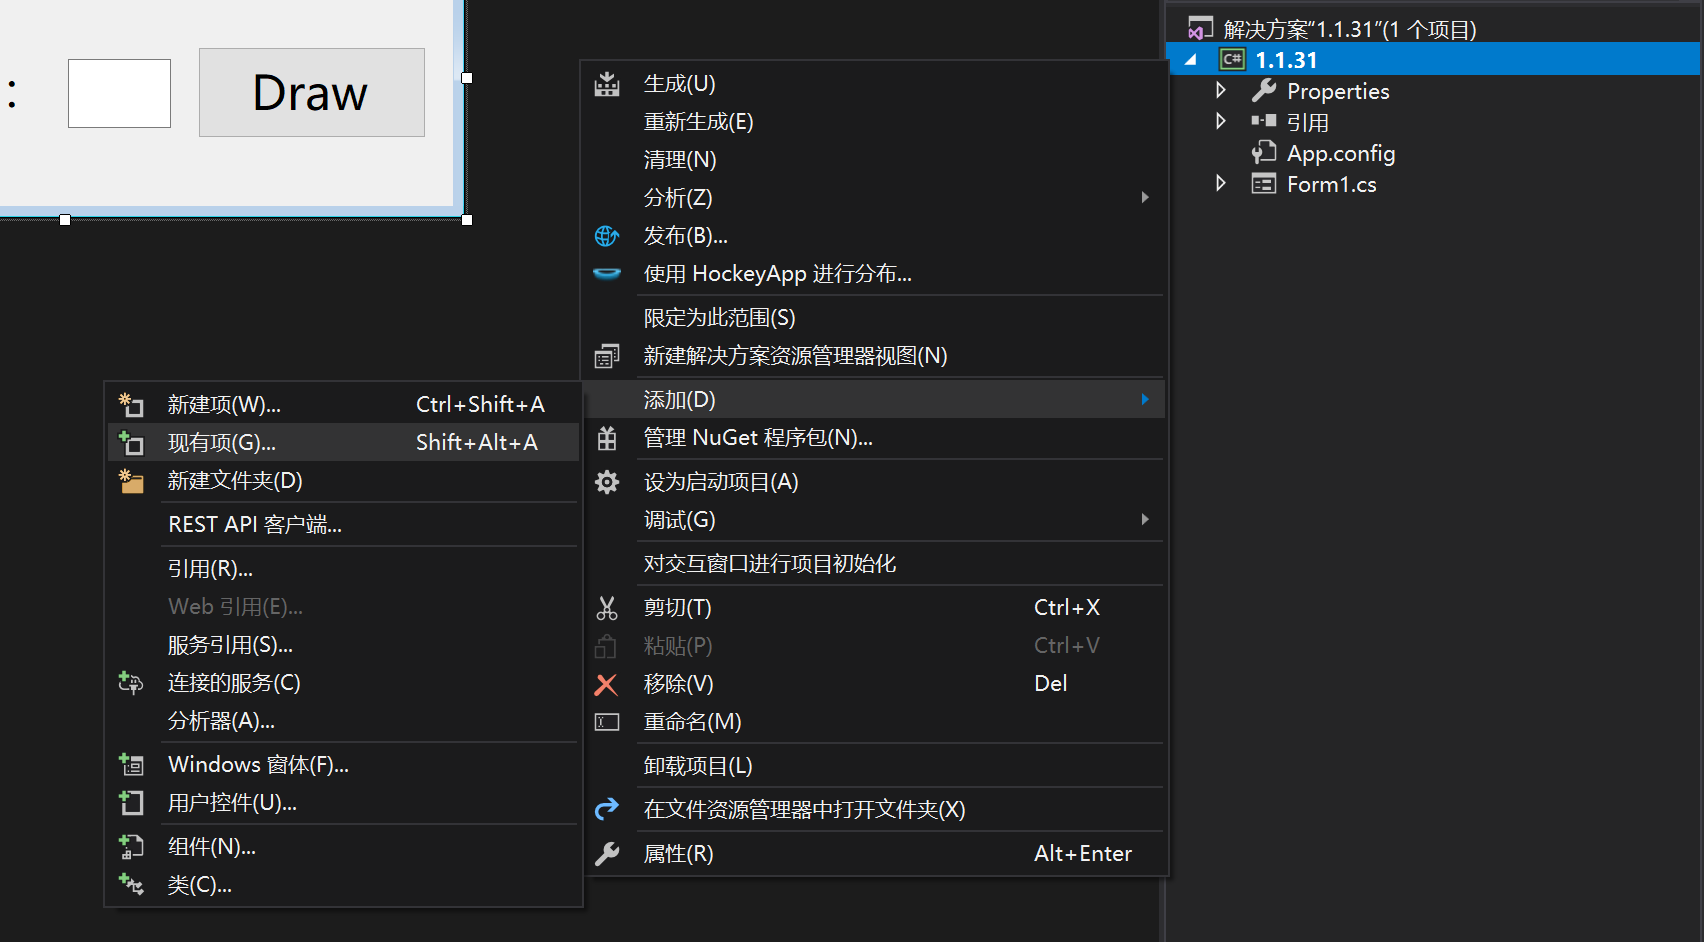 :
Draw
解决方案“1.1.31”(1 个项目)
C# 1.1.31
Properties
引用
App.config
Form1.cs
生成(U)
重新生成(E)
清理(N)
分析(Z)
发布(B)...
使用 HockeyApp 进行分布...
限定为此范围(S)
新建解决方案资源管理器视图(N)
添加(D)
管理 NuGet 程序包(N)...
设为启动项目(A)
调试(G)
对交互窗口进行项目初始化
剪切(T) Ctrl+X
粘贴(P) Ctrl+V
移除(V) Del
重命名(M)
卸载项目(L)
在文件资源管理器中打开文件夹(X)
属性(R) Alt+Enter
新建项(W)... Ctrl+Shift+A
现有项(G)... Shift+Alt+A
新建文件夹(D)
REST API 客户端...
引用(R)...
Web 引用(E)...
服务引用(S)...
连接的服务(C)
分析器(A)...
Windows 窗体(F)...
用户控件(U)...
组件(N)...
类(C)...